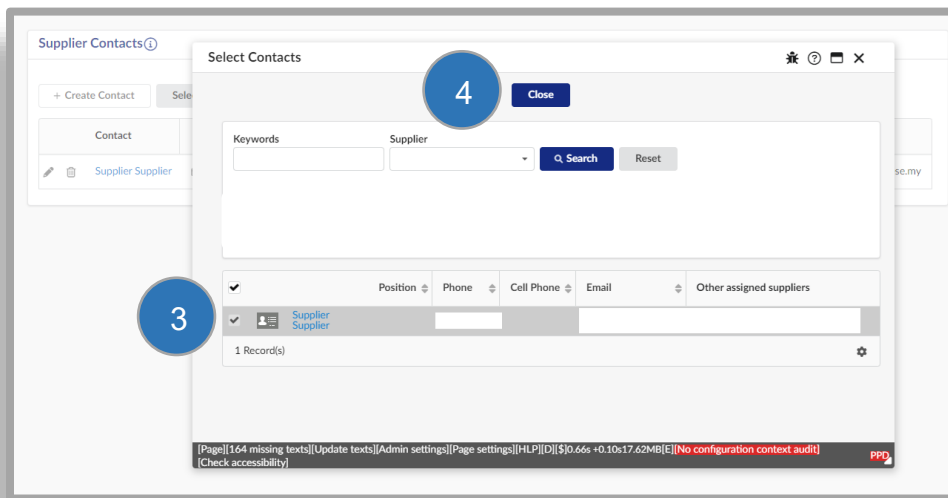 Supplier Contacts
Select Contacts
4
Close
+ Create Contact
Sele
Keywords
Supplier
Search
Reset
Contact
Supplier Supplier
se.my
3
Position
Phone
Cell Phone
Email
Other assigned suppliers
Supplier
Supplier
1 Record(s)
[Page][164 missing texts][Update texts][Admin settings][Page settings][HLP][D][$]0.66s +0.10s17.62MB[E][No configuration context audit]
[Check accessibility]
PPD